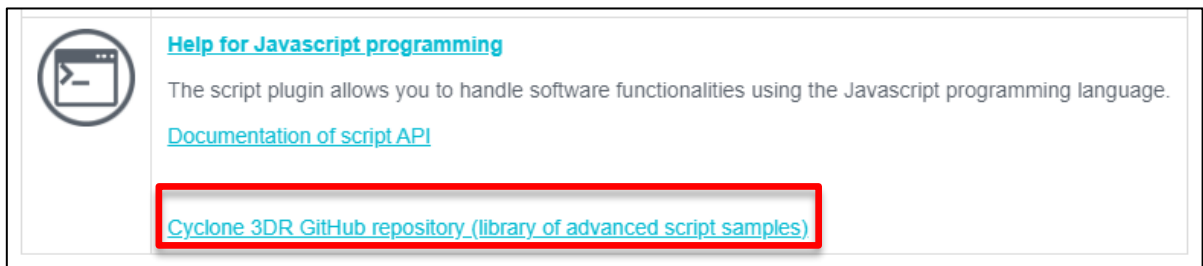 Help for Javascript programming
The script plugin allows you to handle software functionalities using the Javascript programming language.
Documentation of script API
Cyclone 3DR GitHub repository (library of advanced script samples)